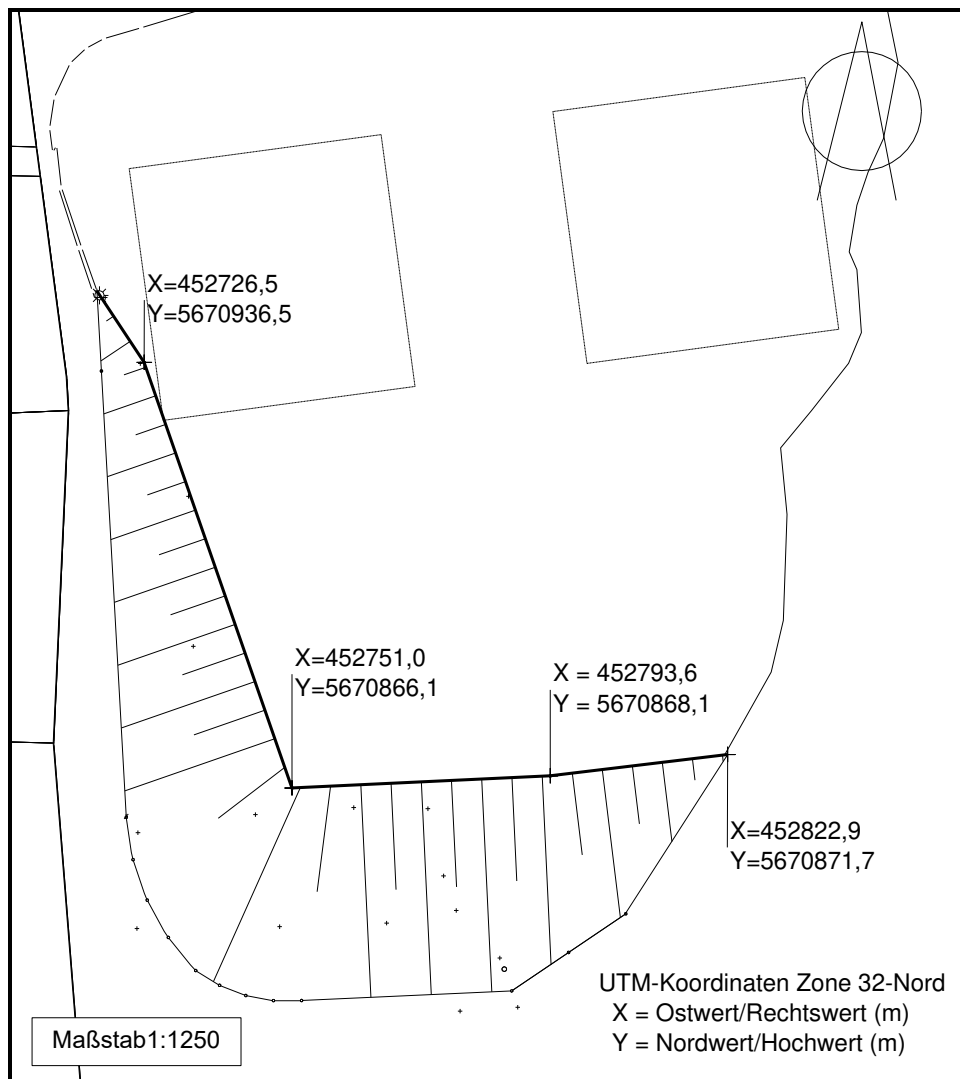 X=452726,5
Y=5670936,5
X=452751,0
Y=5670866,1
X = 452793,6
Y = 5670868,1
X=452822,9
Y=5670871,7
UTM-Koordinaten Zone 32-Nord
X = Ostwert/Rechtswert (m)
Y = Nordwert/Hochwert (m)
Maßstab1:1250